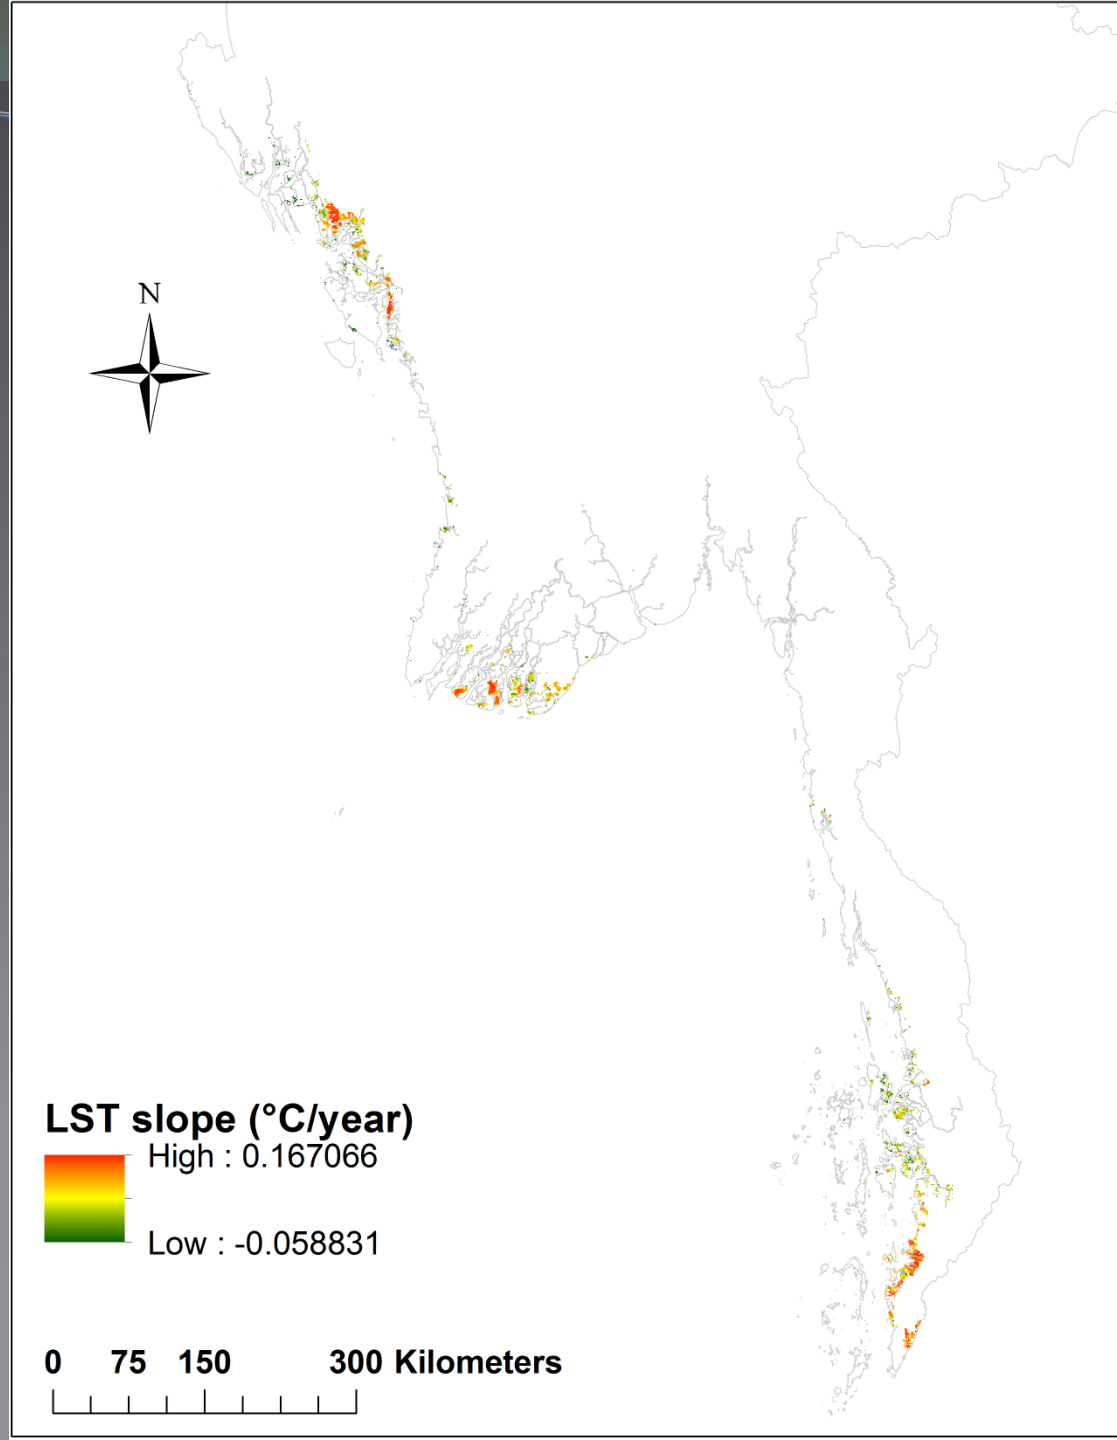 N
LST slope (°C/year)
High : 0.167066
Low : -0.058831
0 75 150 300 Kilometers